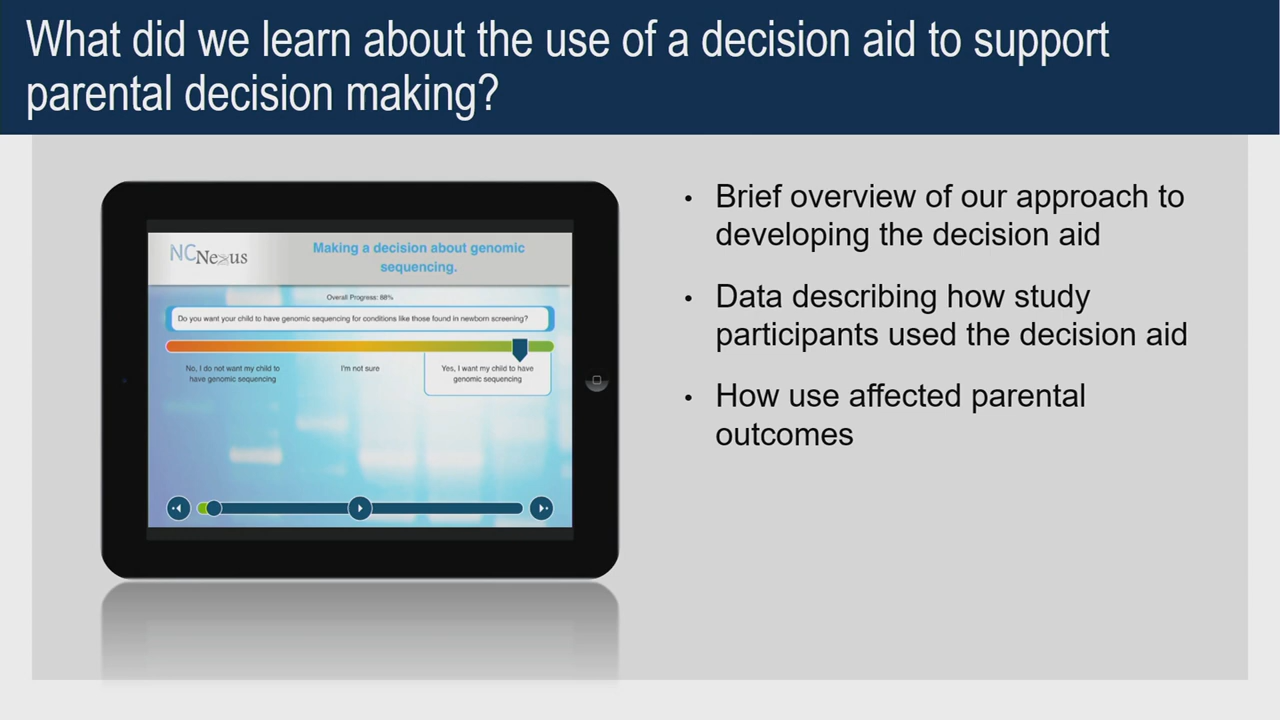 What did we learn about the use of a decision aid to support
parental decision making?
NCNexus
Making a decision about genomic
sequencing.
Overall Progress: 88%
Do you want your child to have genomic sequencing for conditions like those found in newborn screening?
No, I do not want my child to
have genomic sequencing
I'm not sure
Yes, I want my child to have
genomic sequencing
• Brief overview of our approach to
developing the decision aid
• Data describing how study
participants used the decision aid
• How use affected parental
outcomes